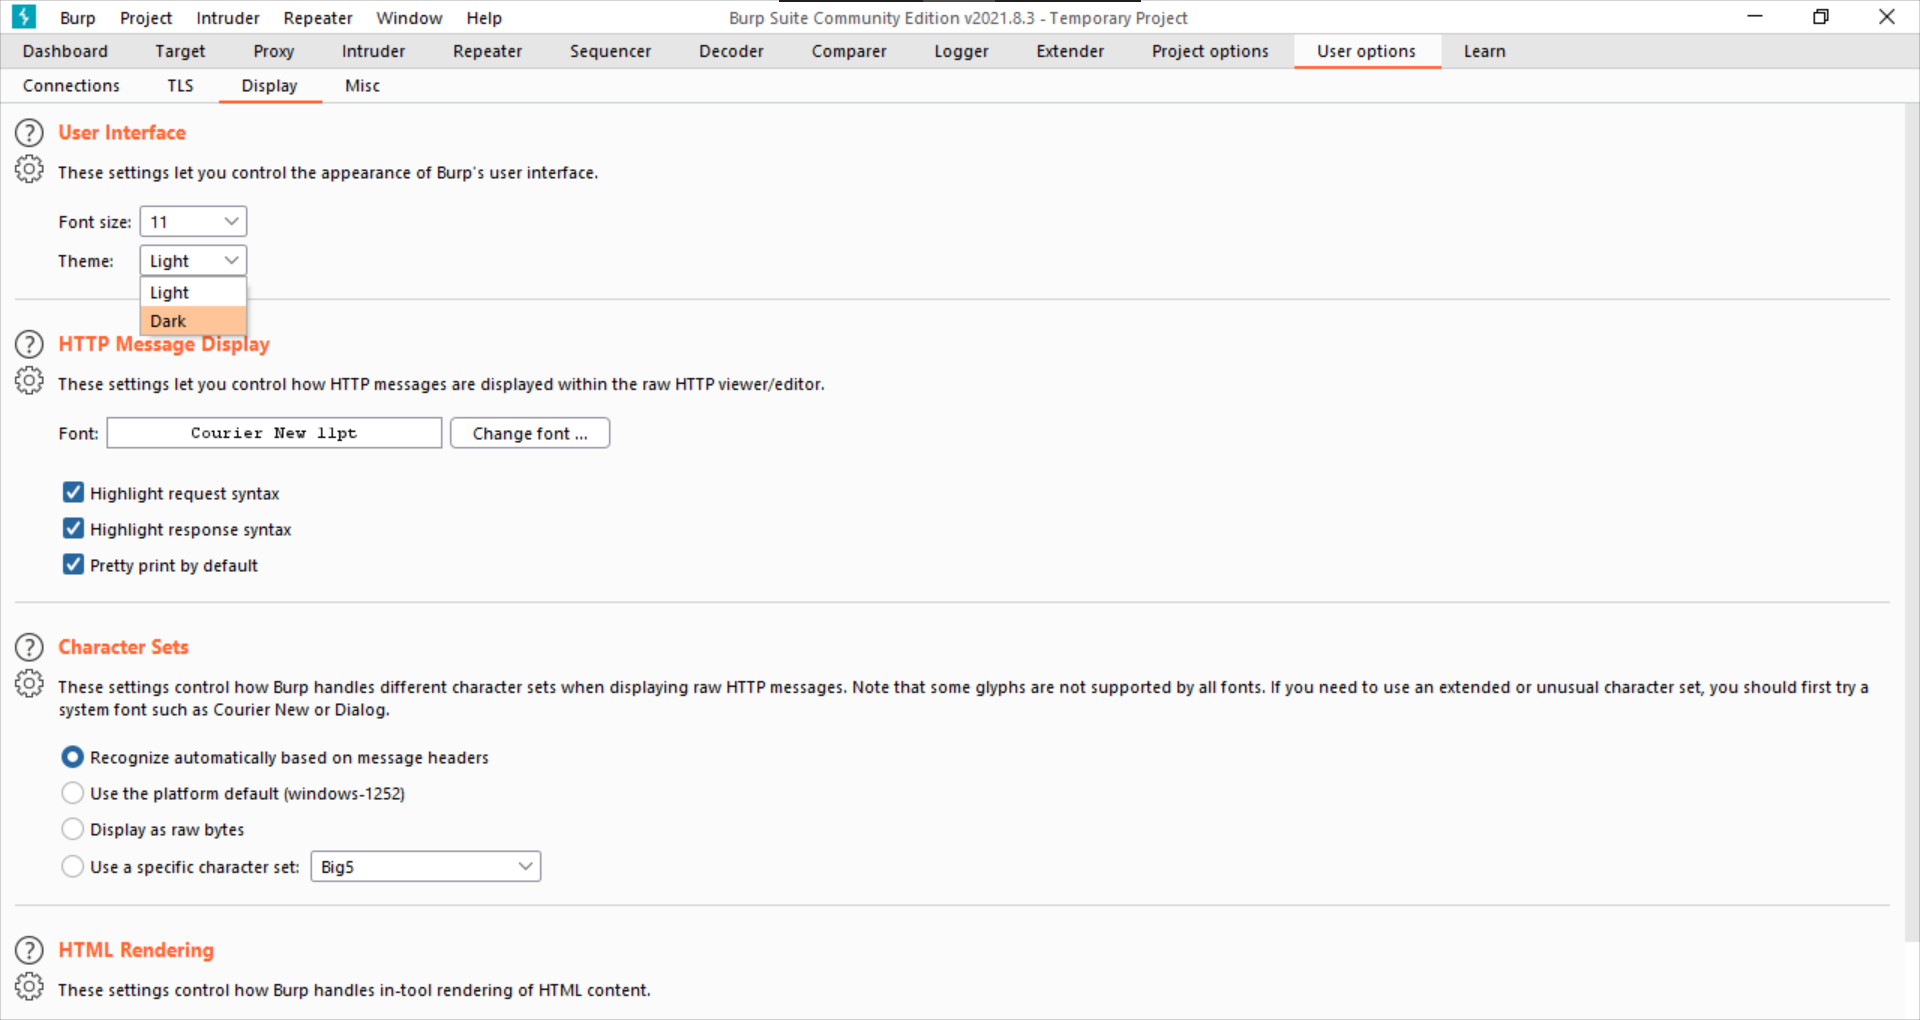 Burp Project Intruder Repeater Window Help Burp Suite Community Edition v2021.8.3 - Temporary Project
Dashboard Target Proxy Intruder Repeater Sequencer Decoder Comparer Logger Extender Project options User options Learn
Connections TLS Display Misc
User Interface
These settings let you control the appearance of Burp's user interface.
Font size: 11
Theme: Light
Light
Dark
HTTP Message Display
These settings let you control how HTTP messages are displayed within the raw HTTP viewer/editor.
Font: Courier New 11pt Change font ...
Highlight request syntax
Highlight response syntax
Pretty print by default
Character Sets
These settings control how Burp handles different character sets when displaying raw HTTP messages. Note that some glyphs are not supported by all fonts. If you need to use an extended or unusual character set, you should first try a
system font such as Courier New or Dialog.
Recognize automatically based on message headers
Use the platform default (windows-1252)
Display as raw bytes
Use a specific character set: Big5
HTML Rendering
These settings control how Burp handles in-tool rendering of HTML content.